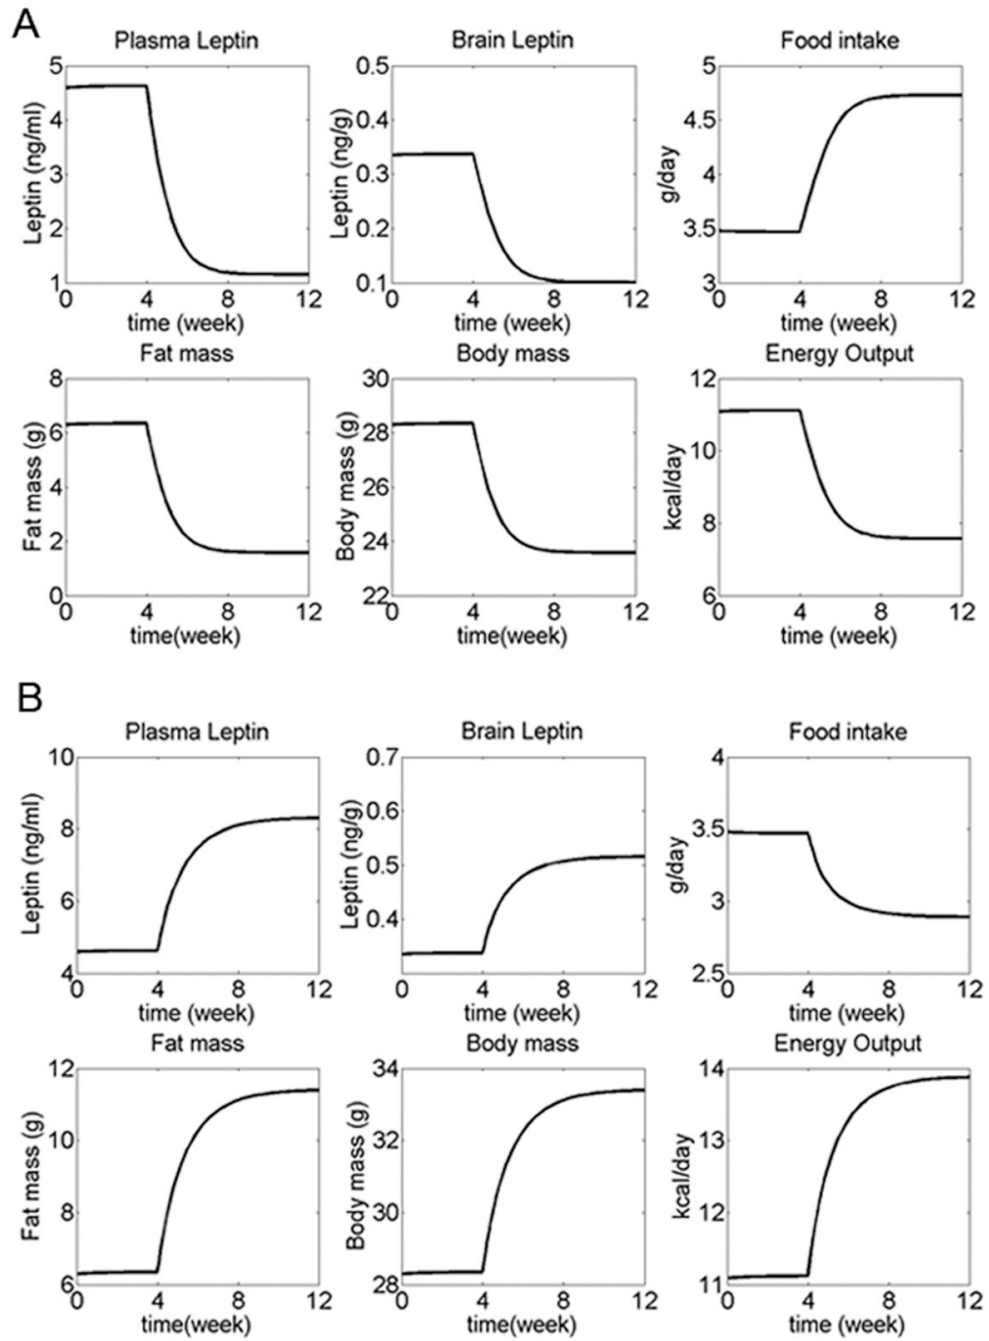 A
Plasma Leptin
Brain Leptin
Food intake
Leptin (ng/ml)
5
4
3
2
1
0 4 8 12
time (week)
Leptin (ng/g)
0.5
0.4
0.3
0.2
0.1
0 4 8 12
time (week)
g/day
5
4.5
4
3.5
3
0 4 8 12
time (week)
Fat mass
Body mass
Energy Output
Fat mass (g)
8
6
4
2
0
0 4 8 12
time(week)
Body mass (g)
30
28
26
24
22
0 4 8 12
time(week)
kcal/day
12
10
8
6
0 4 8 12
time (week)
B
Plasma Leptin
Brain Leptin
Food intake
Leptin (ng/ml)
10
8
6
4
0 4 8 12
time (week)
Leptin (ng/g)
0.7
0.6
0.5
0.4
0 4 8 12
time (week)
g/day
4
3.5
3
2.5
0 4 8 12
time (week)
Fat mass
Body mass
Energy Output
Fat mass (g)
12
10
8
6
0 4 8 12
time(week)
Body mass (g)
34
32
30
28
0 4 8 12
time(week)
kcal/day
14
13
12
11
0 4 8 12
time (week)